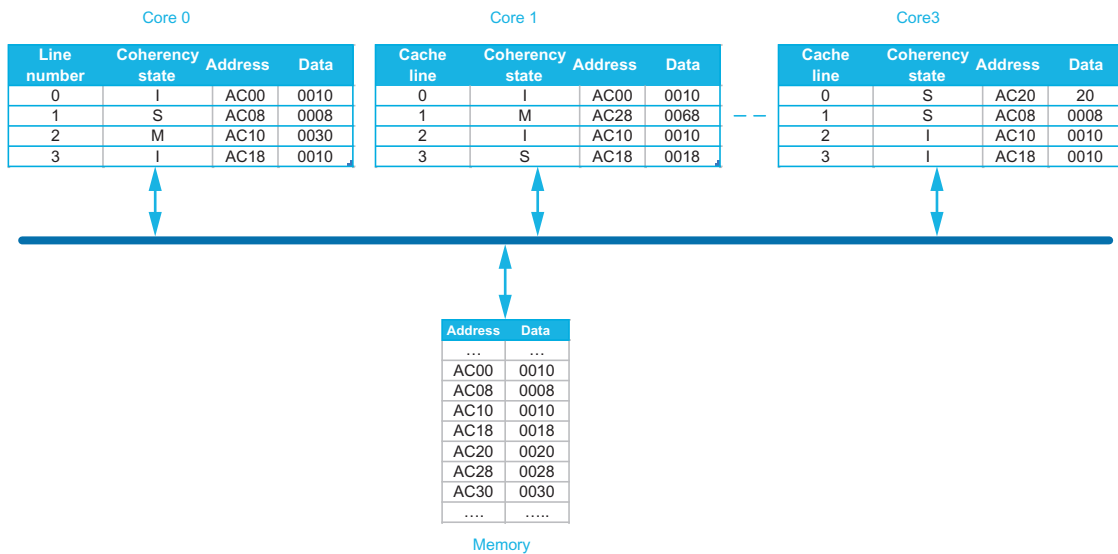 Core 0
Core 1
Core3
Line number Coherency state Address Data
0 I AC00 0010
1 S AC08 0008
2 M AC10 0030
3 I AC18 0010
Cache line Coherency state Address Data
0 I AC00 0010
1 M AC28 0068
2 I AC10 0010
3 S AC18 0018
Cache line Coherency state Address Data
0 S AC20 20
1 S AC08 0008
2 I AC10 0010
3 I AC18 0010
Address Data
… …
AC00 0010
AC08 0008
AC10 0010
AC18 0018
AC20 0020
AC28 0028
AC30 0030
…. …..
Memory